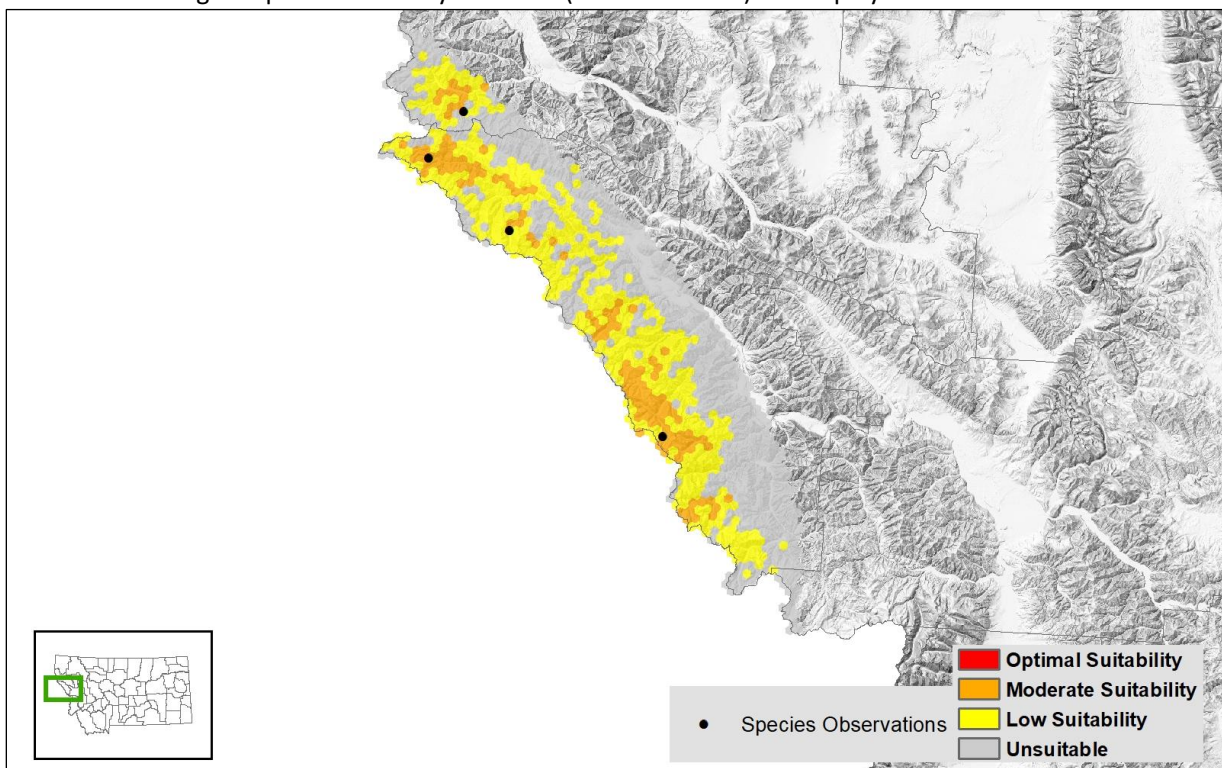 Species Observations
Optimal Suitability
Moderate Suitability
Low Suitability
Unsuitable